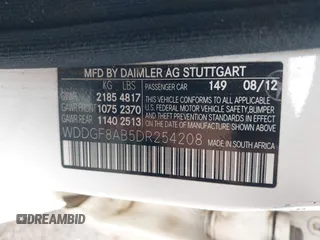 MFD BY DAIMLER AG STUTTGART
KG LBS PASSENGER CAR 149 08/12
GVWR 2185 4817
GAWR FRONT 1075 2370
GAWR REAR 1140 2513
THIS VEHICLE CONFORMS TO ALL APPLICABLE
U.S. FEDERAL MOTOR VEHICLE SAFETY,
BUMPER, AND THEFT PREVENTION
STANDARDS IN EFFECT ON THE DATE OF
MANUFACTURE SHOWN ABOVE.
WDDGF8AB5DR254208
MADE IN SOUTH AFRICA
DREAMBID